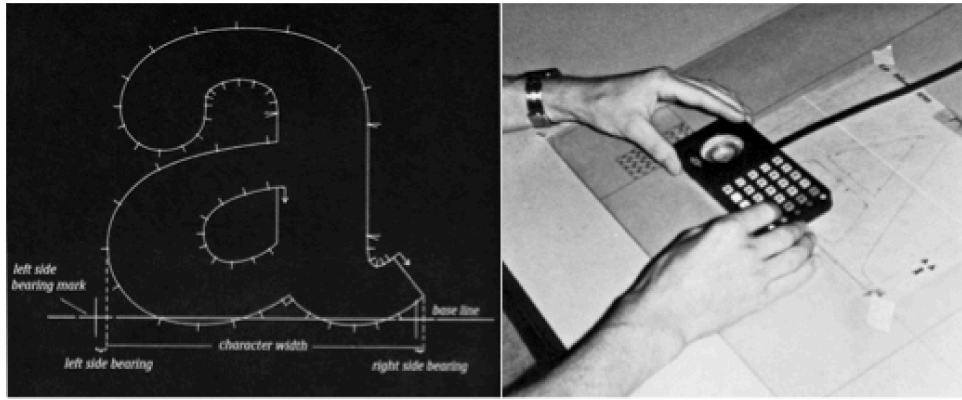 left side
bearing mark
base line
character width
left side bearing
right side bearing